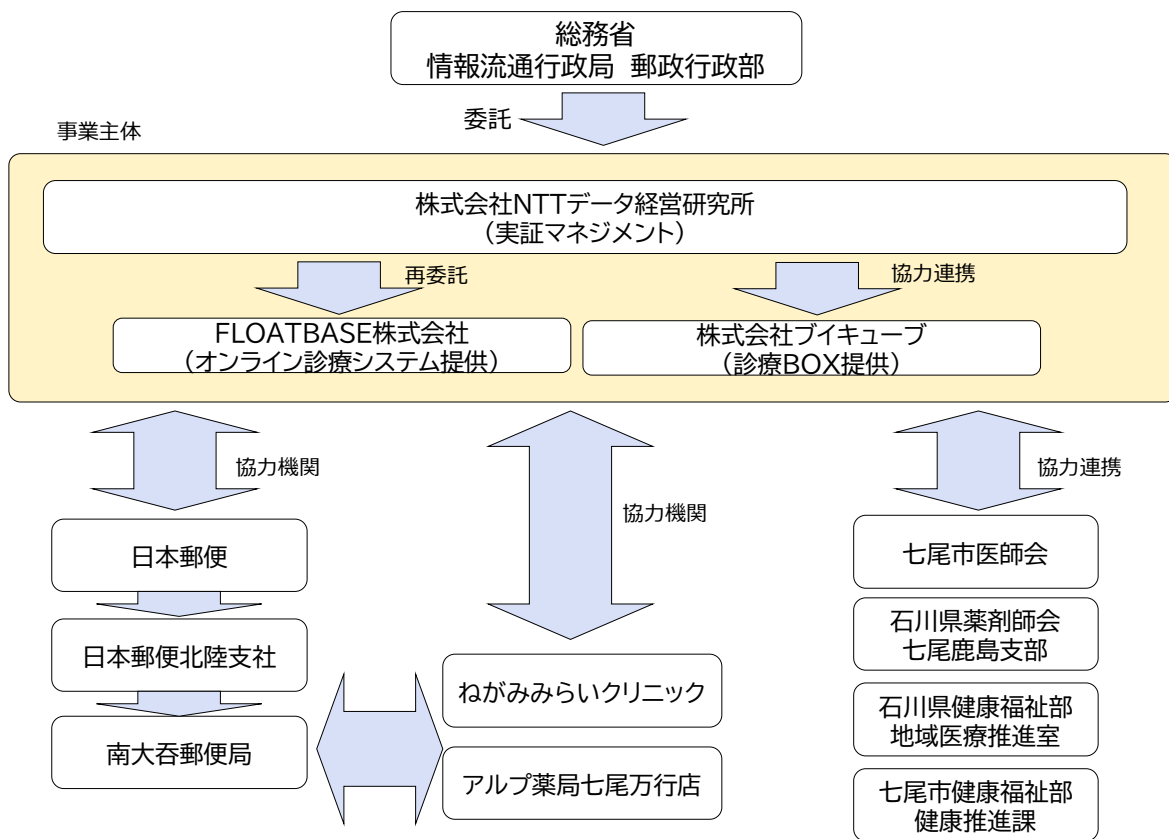 総務省
情報流通行政局 郵政行政部
委託
事業主体
株式会社NTTデータ経営研究所
（実証マネジメント）
再委託
協力連携
FLOATBASE株式会社
（オンライン診療システム提供）
株式会社ブイキューブ
（診療BOX提供）
協力機関
協力機関
協力連携
日本郵便
日本郵便北陸支社
南大呑郵便局
ねがみみらいクリニック
アルプ薬局七尾万行店
七尾市医師会
石川県薬剤師会
七尾鹿島支部
石川県健康福祉部
地域医療推進室
七尾市健康福祉部
健康推進課